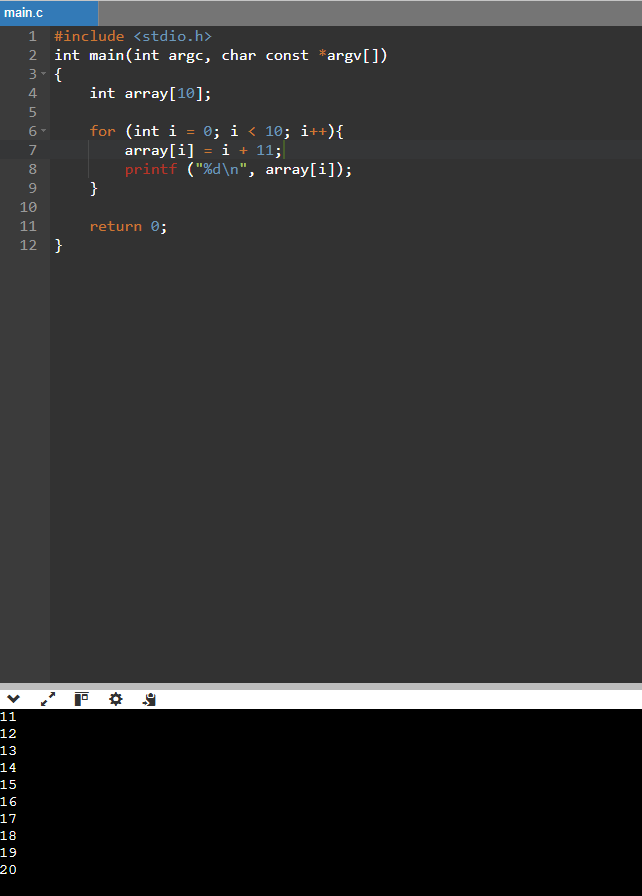 main.c
1 #include <stdio.h>
2 int main(int argc, char const *argv[])
3 {
4     int array[10];
5
6     for (int i = 0; i < 10; i++){
7         array[i] = i + 11;
8         printf ("%d\n", array[i]);
9     }
10
11     return 0;
12 }
11
12
13
14
15
16
17
18
19
20